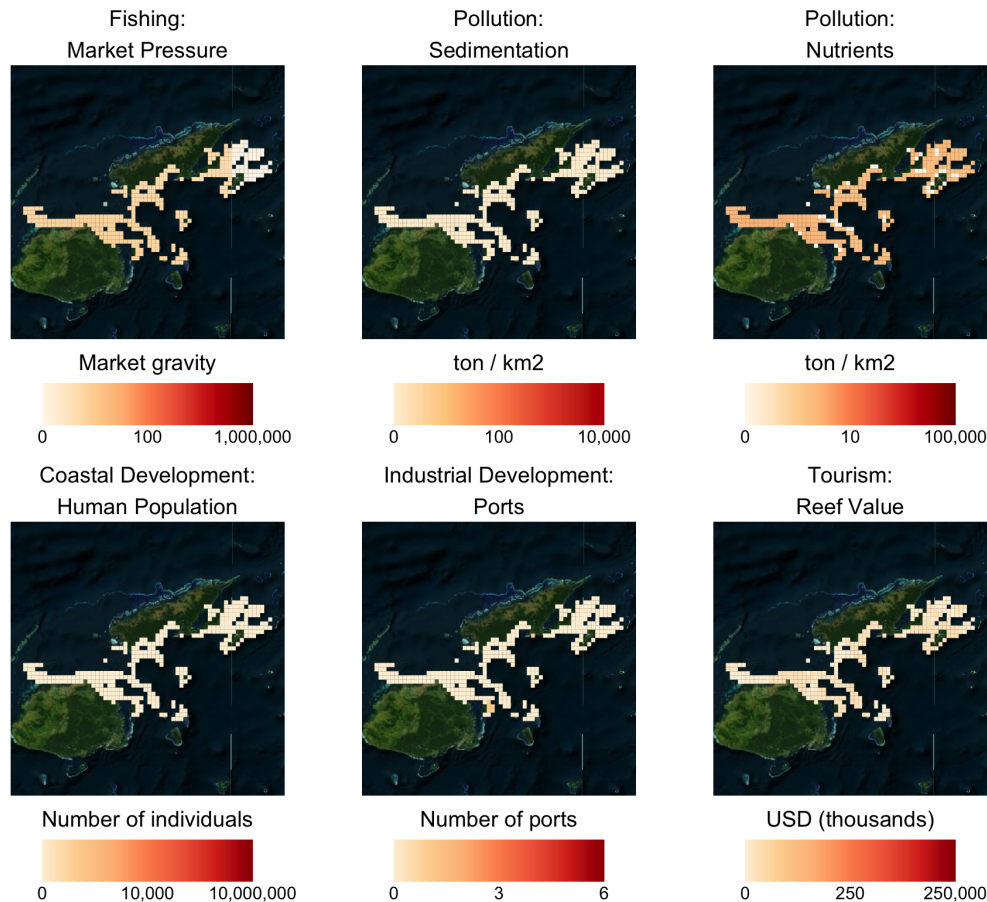 Fishing:
Market Pressure
Pollution:
Sedimentation
Pollution:
Nutrients
Market gravity
0 100 1,000,000
ton / km2
0 100 10,000
ton / km2
0 10 100,000
Coastal Development:
Human Population
Industrial Development:
Ports
Tourism:
Reef Value
Number of individuals
0 10,000 10,000,000
Number of ports
0 3 6
USD (thousands)
0 250 250,000